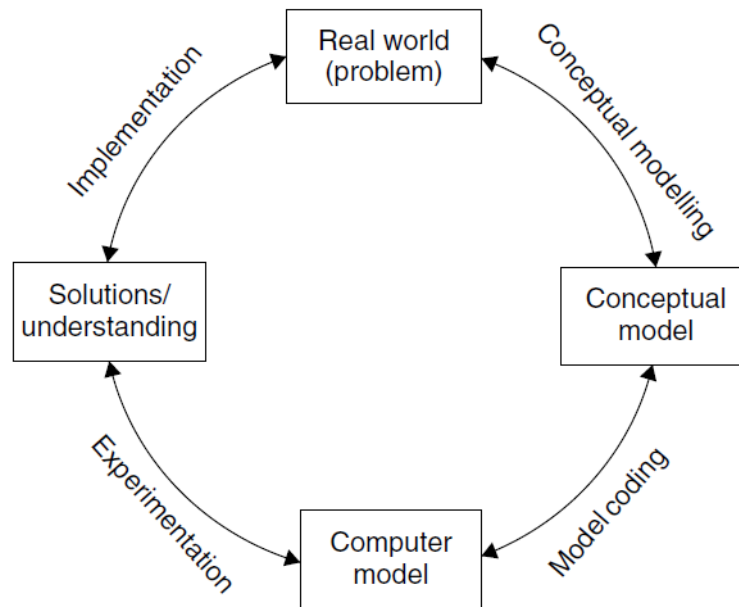 Real world
(problem)
Conceptual modelling
Conceptual
model
Model coding
Computer
model
Experimentation
Solutions/
understanding
Implementation